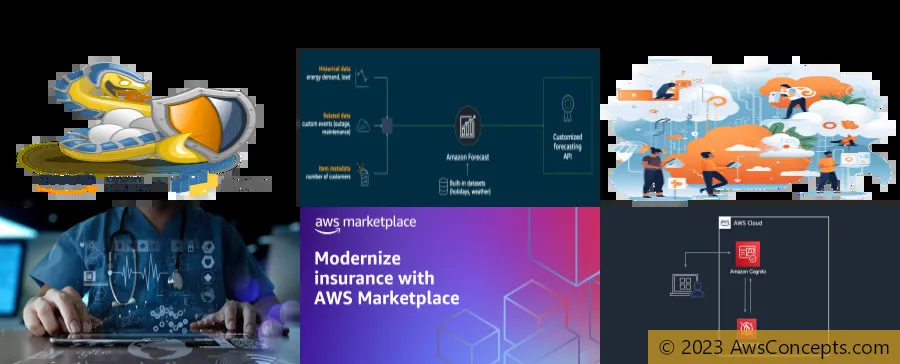 Historical data
energy demand, load
Related data
custom events (outage,
maintenance)
Item metadata
number of customers
Amazon Forecast
Built-in datasets
(holidays, weather)
Customized
forecasting
API
aws marketplace
Modernize
insurance with
AWS Marketplace
aws AWS Cloud
Amazon Cognito
© 2023 AwsConcepts.com